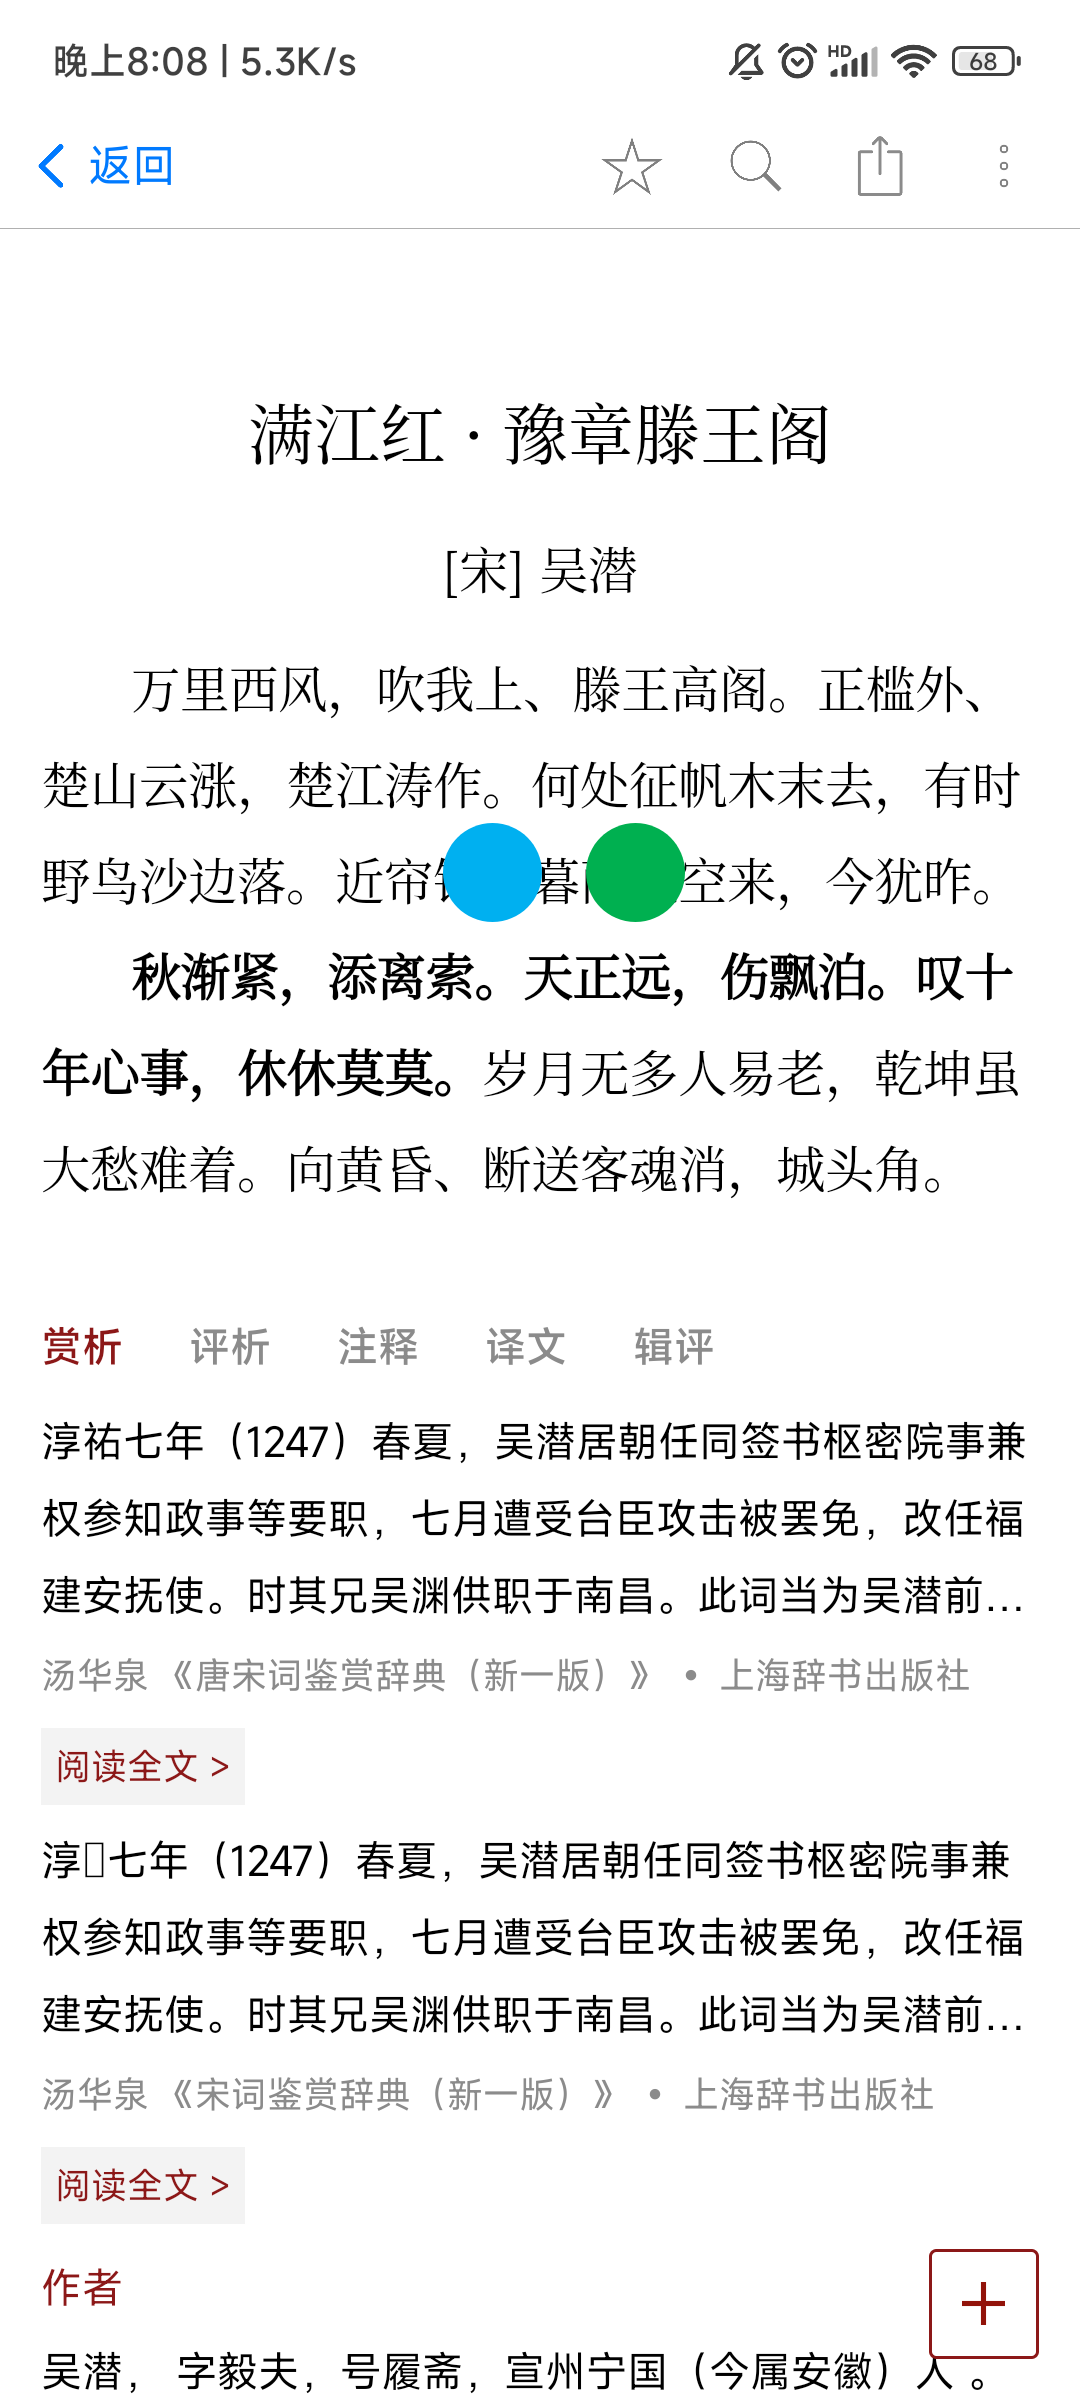 晚上8:08 | 5.3K/s
HD
68
返回
满江红 · 豫章滕王阁
[宋] 吴潜
万里西风，吹我上、滕王高阁。正槛外、
楚山云涨，楚江涛作。何处征帆木末去，有时
野鸟沙边落。近帘 暮 空来，今犹昨。
秋渐紧，添离索。天正远，伤飘泊。叹十
年心事，休休莫莫。岁月无多人易老，乾坤虽
大愁难着。向黄昏、断送客魂消，城头角。
赏析 评析 注释 译文 辑评
淳祐七年（1247）春夏，吴潜居朝任同签书枢密院事兼
权参知政事等要职，七月遭受台臣攻击被罢免，改任福
建安抚使。时其兄吴渊供职于南昌。此词当为吴潜前...
汤华泉 《唐宋词鉴赏辞典（新一版）》 • 上海辞书出版社
阅读全文 >
淳▯七年（1247）春夏，吴潜居朝任同签书枢密院事兼
权参知政事等要职，七月遭受台臣攻击被罢免，改任福
建安抚使。时其兄吴渊供职于南昌。此词当为吴潜前...
汤华泉 《宋词鉴赏辞典（新一版）》 • 上海辞书出版社
阅读全文 >
作者
吴潜， 字毅夫，号履斋，宣州宁国（今属安徽）人 。